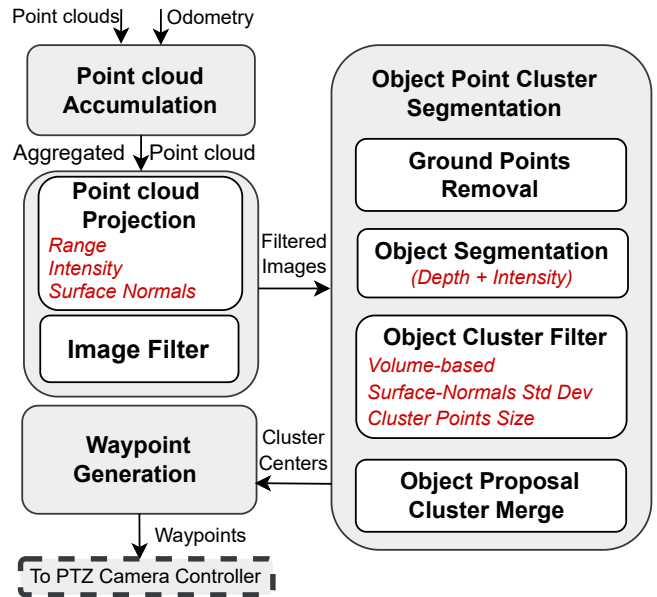 Point clouds
Odometry
Point cloud
Accumulation
Aggregated Point cloud
Point cloud
Projection
Range
Intensity
Surface Normals
Image Filter
Filtered
Images
Object Point Cluster
Segmentation
Ground Points
Removal
Object Segmentation
(Depth + Intensity)
Object Cluster Filter
Volume-based
Surface-Normals Std Dev
Cluster Points Size
Object Proposal
Cluster Merge
Cluster
Centers
Waypoint
Generation
Waypoints
To PTZ Camera Controller